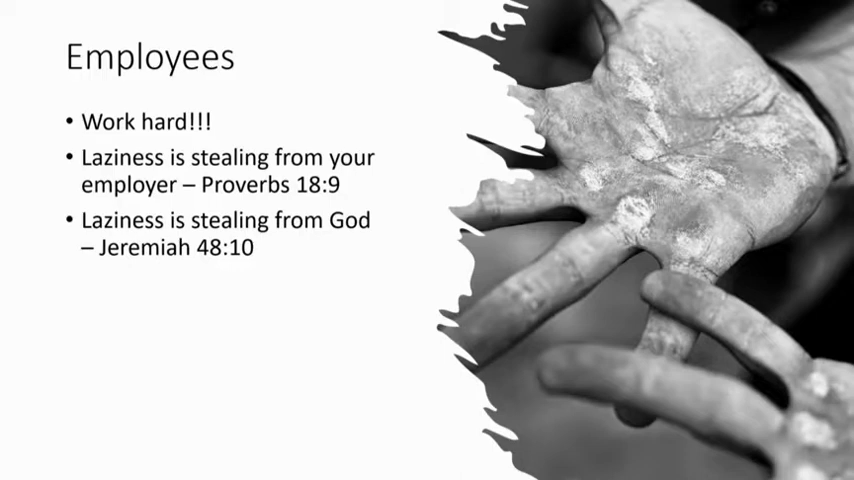 Employees
• Work hard!!!
• Laziness is stealing from your
employer – Proverbs 18:9
• Laziness is stealing from God
– Jeremiah 48:10